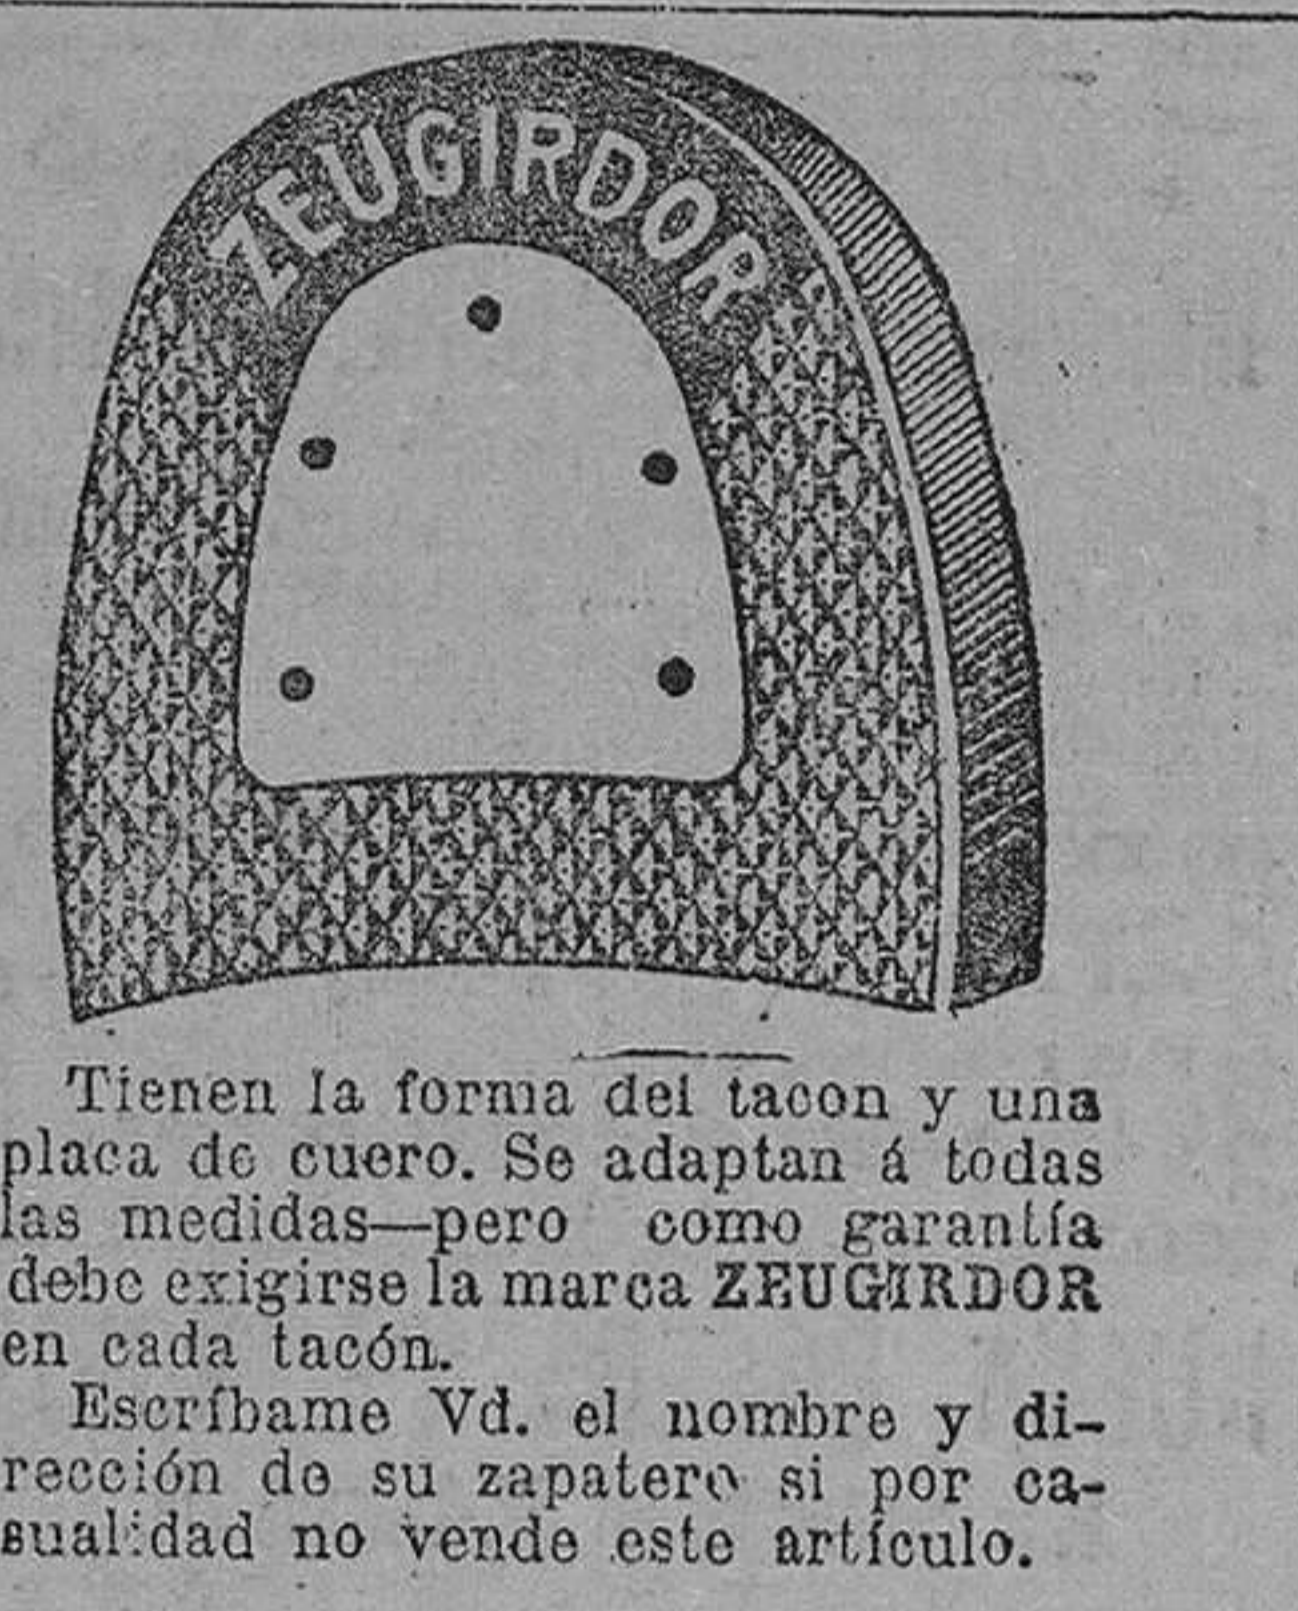 ZEUGIRDOR
Tienen la forma del tacon y una
placa de cuero. Se adaptan á todas
las medidas—pero como garantía
debe exigirse la marca ZEUGIRDOR
en cada tacón.
Escríbame Vd. el nombre y di-
rección de su zapatero si por ca-
sualidad no vende este artículo.